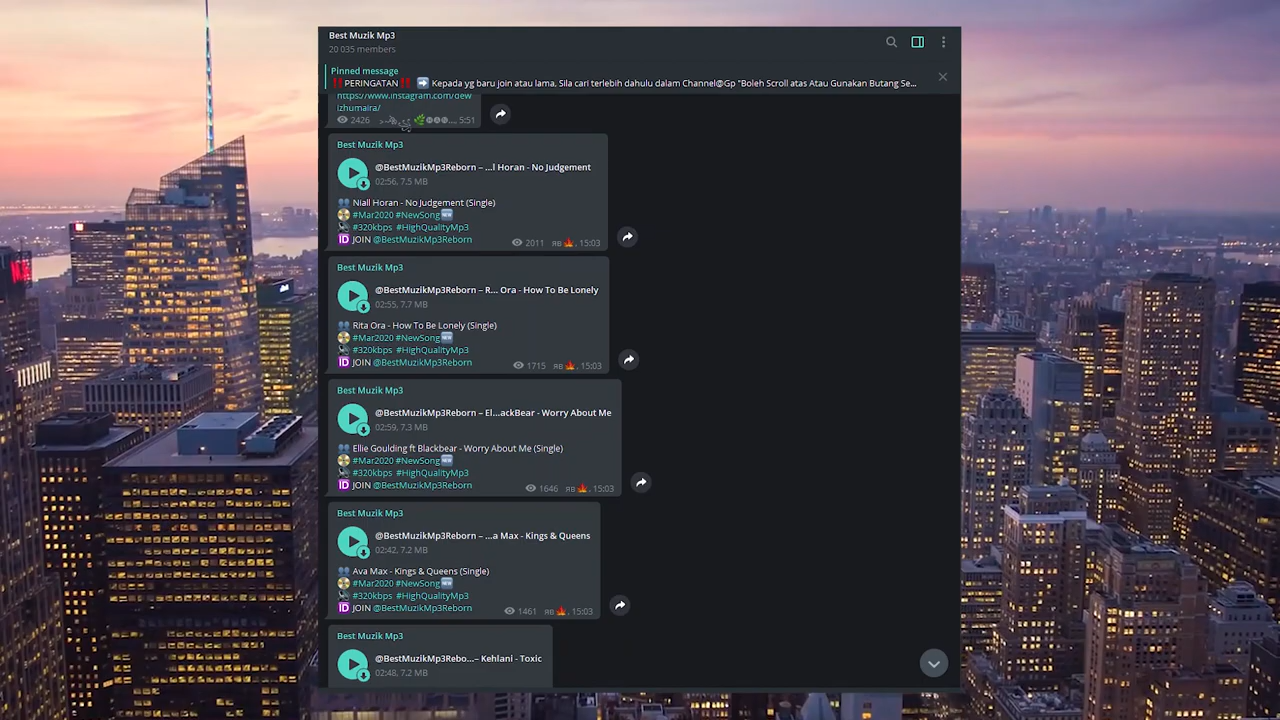 Best Muzik Mp3
20 035 members
Pinned message
‼️PERINGATAN‼️ ➡️ Kepada yg baru join atau lama, Sila cari terlebih dahulu dalam Channel@Gp "Boleh Scroll atas Atau Gunakan Butang Se...
https://www.instagram.com/dew
izhumaira/
2426 5:51
Best Muzik Mp3
@BestMuzikMp3Reborn – ...l Horan - No Judgement
02:56, 7.5 MB
👥 Niall Horan - No Judgement (Single)
#Mar2020 #NewSong🆕
#320kbps #HighQualityMp3
🆔 JOIN @BestMuzikMp3Reborn
2011 ЯB🍁, 15:03
Best Muzik Mp3
@BestMuzikMp3Reborn – R... Ora - How To Be Lonely
02:55, 7.7 MB
👥 Rita Ora - How To Be Lonely (Single)
#Mar2020 #NewSong🆕
#320kbps #HighQualityMp3
🆔 JOIN @BestMuzikMp3Reborn
1715 ЯB🍁, 15:03
Best Muzik Mp3
@BestMuzikMp3Reborn – El...ackBear - Worry About Me
02:59, 7.3 MB
👥 Ellie Goulding ft Blackbear - Worry About Me (Single)
#Mar2020 #NewSong🆕
#320kbps #HighQualityMp3
🆔 JOIN @BestMuzikMp3Reborn
1646 ЯB🍁, 15:03
Best Muzik Mp3
@BestMuzikMp3Reborn – ...a Max - Kings & Queens
02:42, 7.2 MB
👥 Ava Max - Kings & Queens (Single)
#Mar2020 #NewSong🆕
#320kbps #HighQualityMp3
🆔 JOIN @BestMuzikMp3Reborn
1461 ЯB🍁, 15:03
Best Muzik Mp3
@BestMuzikMp3Rebo...– Kehlani - Toxic
02:48, 7.2 MB